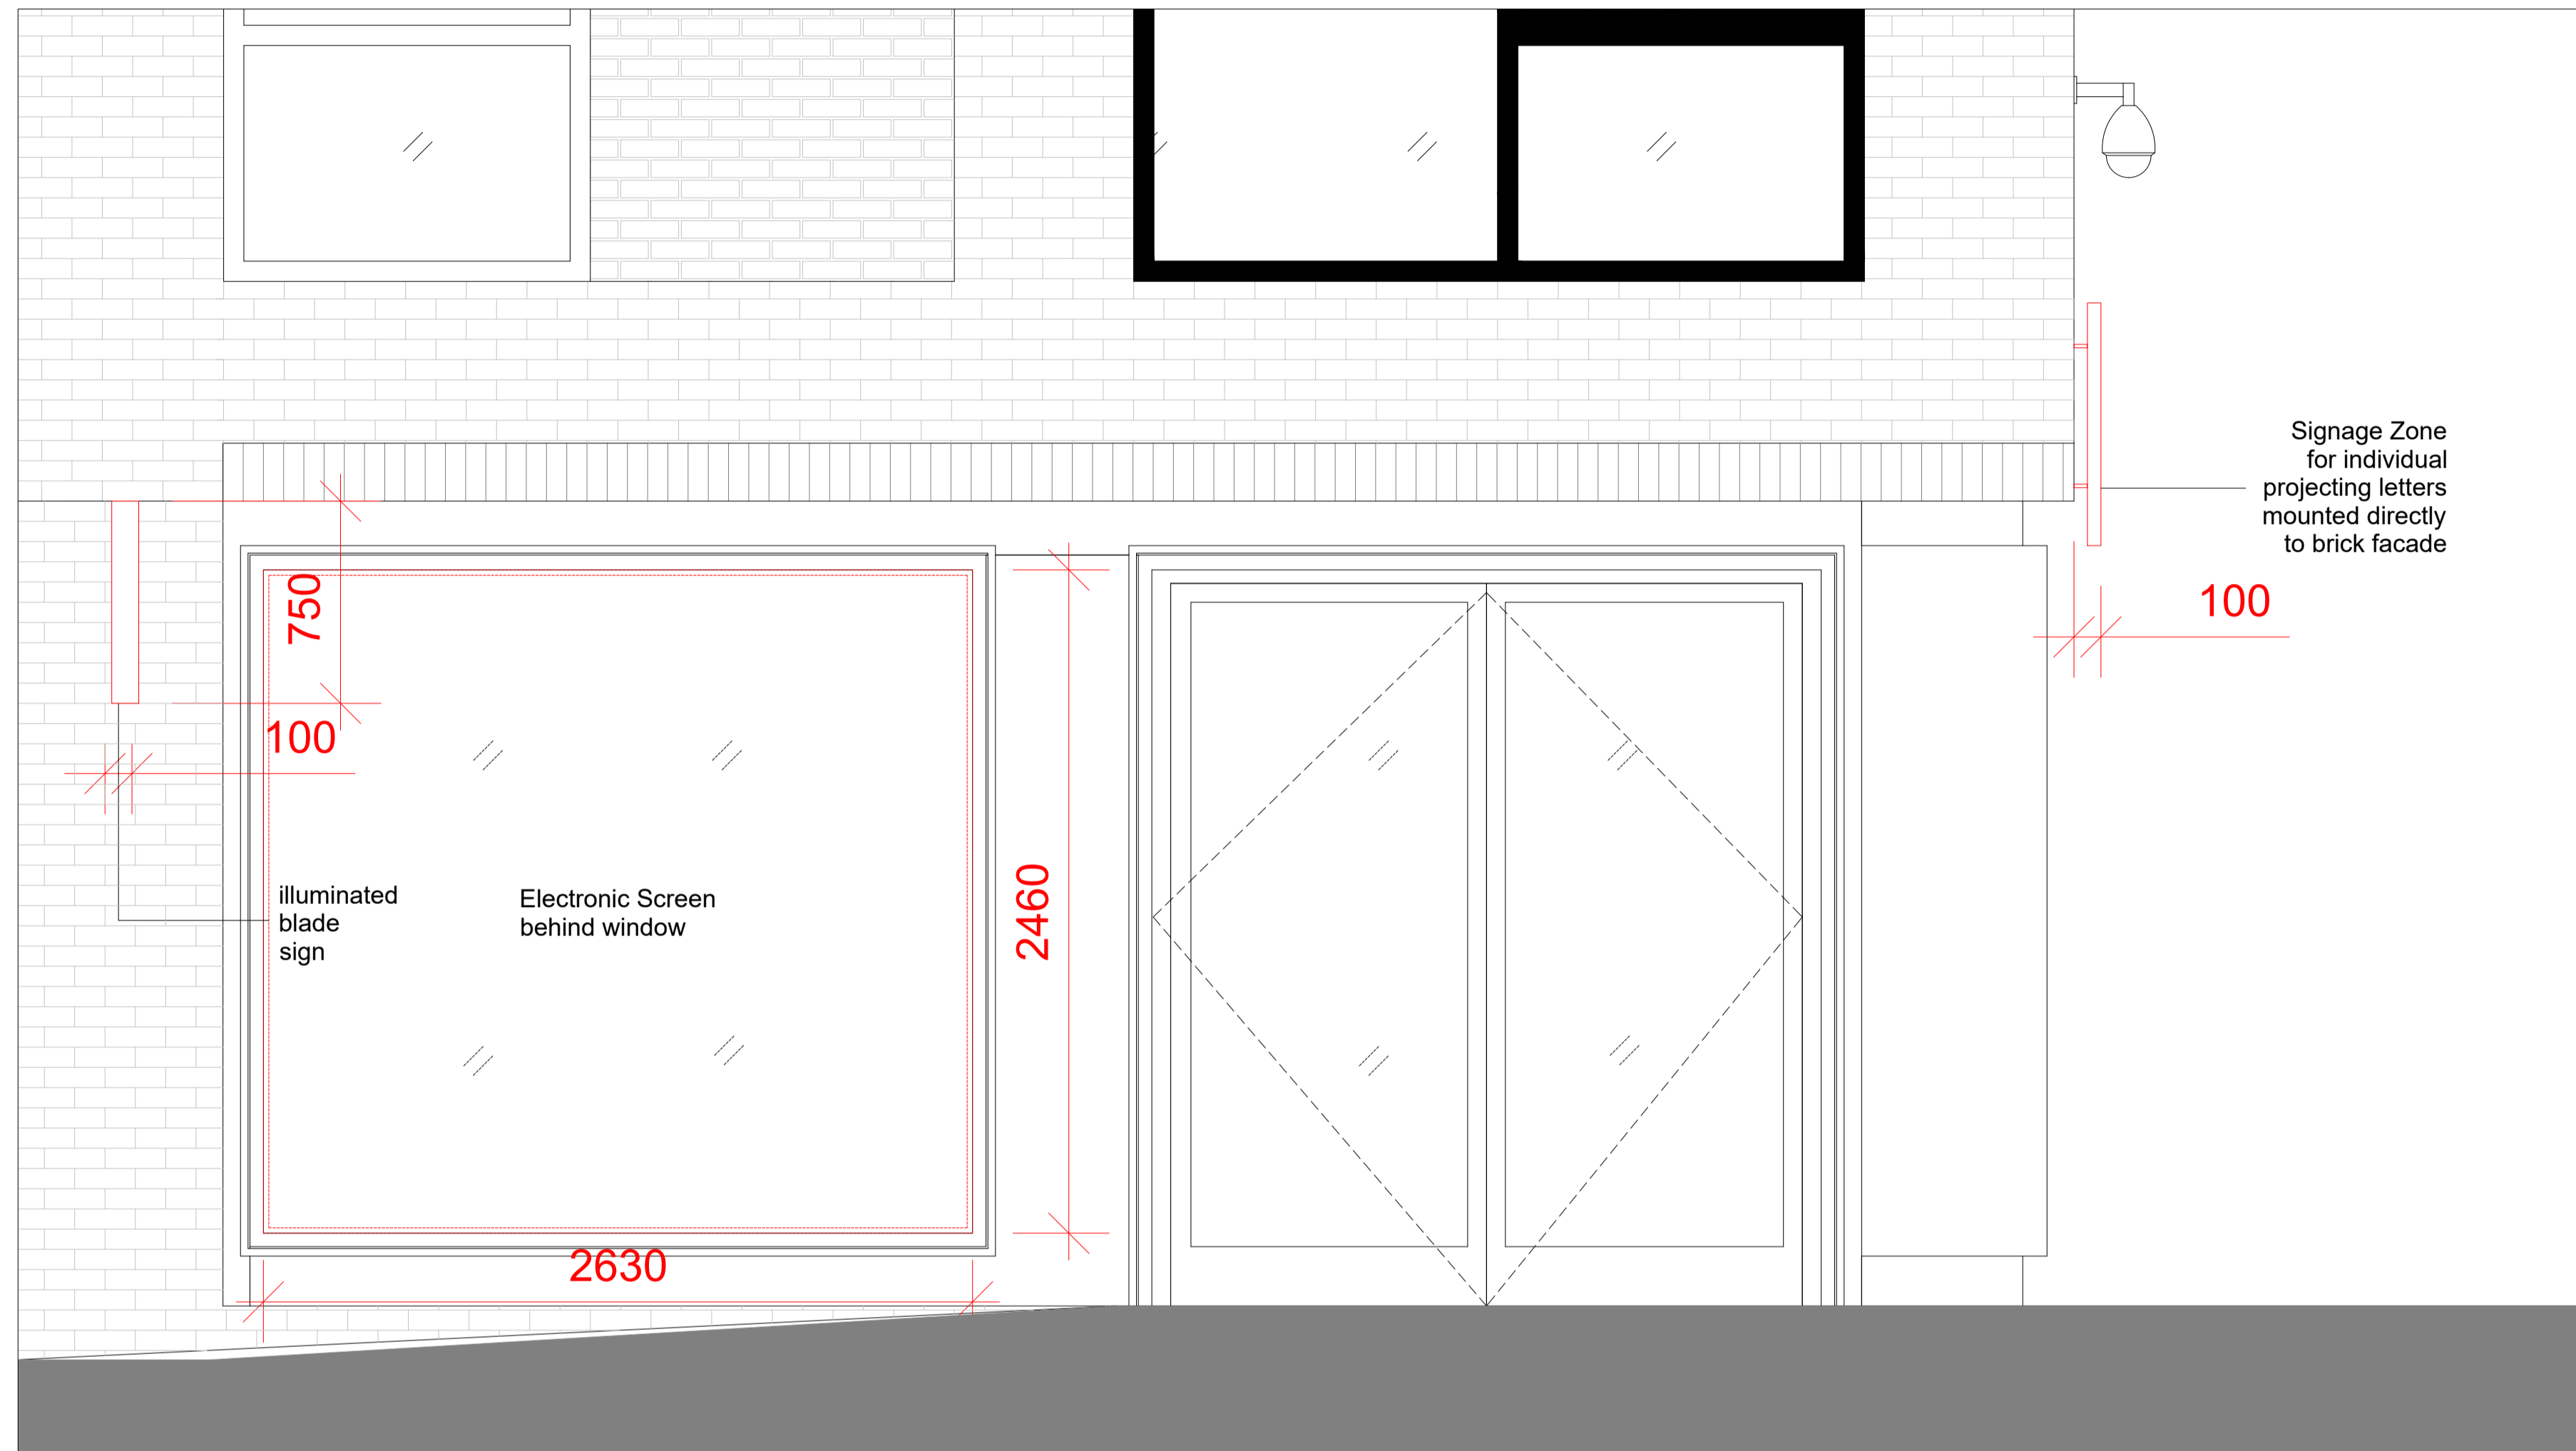 Signage Zone
for individual
projecting letters
mounted directly
to brick facade
750
100
100
illuminated
blade
sign
Electronic Screen
behind window
2460
2630